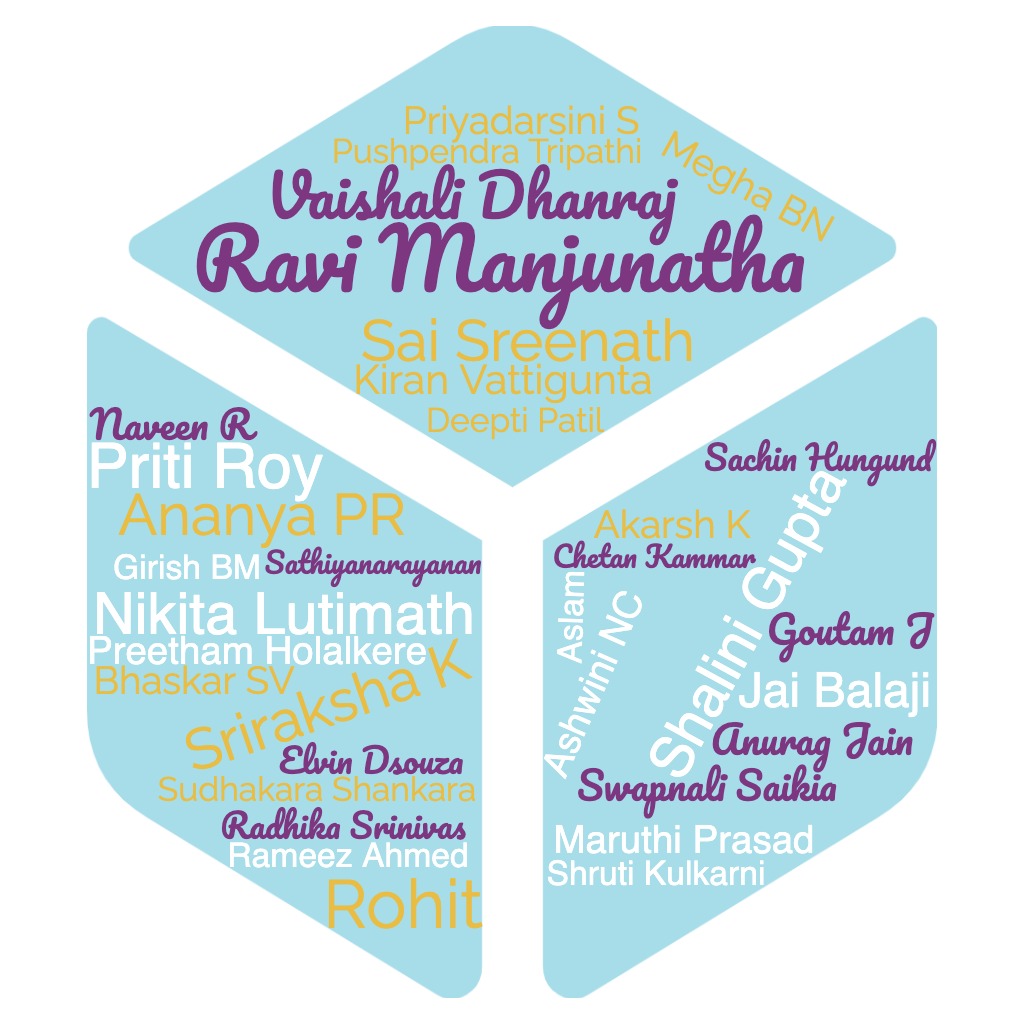 Priyadarsini S
Pushpendra Tripathi
Megha BN
Vaishali Dhanraj
Ravi Manjunatha
Sai Sreenath
Kiran Vattigunta
Deepti Patil
Naveen R
Priti Roy
Ananya PR
Girish BM
Sathiyanarayanan
Nikita Lutimath
Preetham Holalkere
Bhaskar SV
Sriraksha K
Elvin Dsouza
Sudhakara Shankara
Radhika Srinivas
Rameez Ahmed
Rohit
Sachin Hungund
Akarsh K
Chetan Kammar
Aslam
Ashwini NC
Shalini Gupta
Goutam J
Jai Balaji
Anurag Jain
Swapnali Saikia
Maruthi Prasad
Shruti Kulkarni